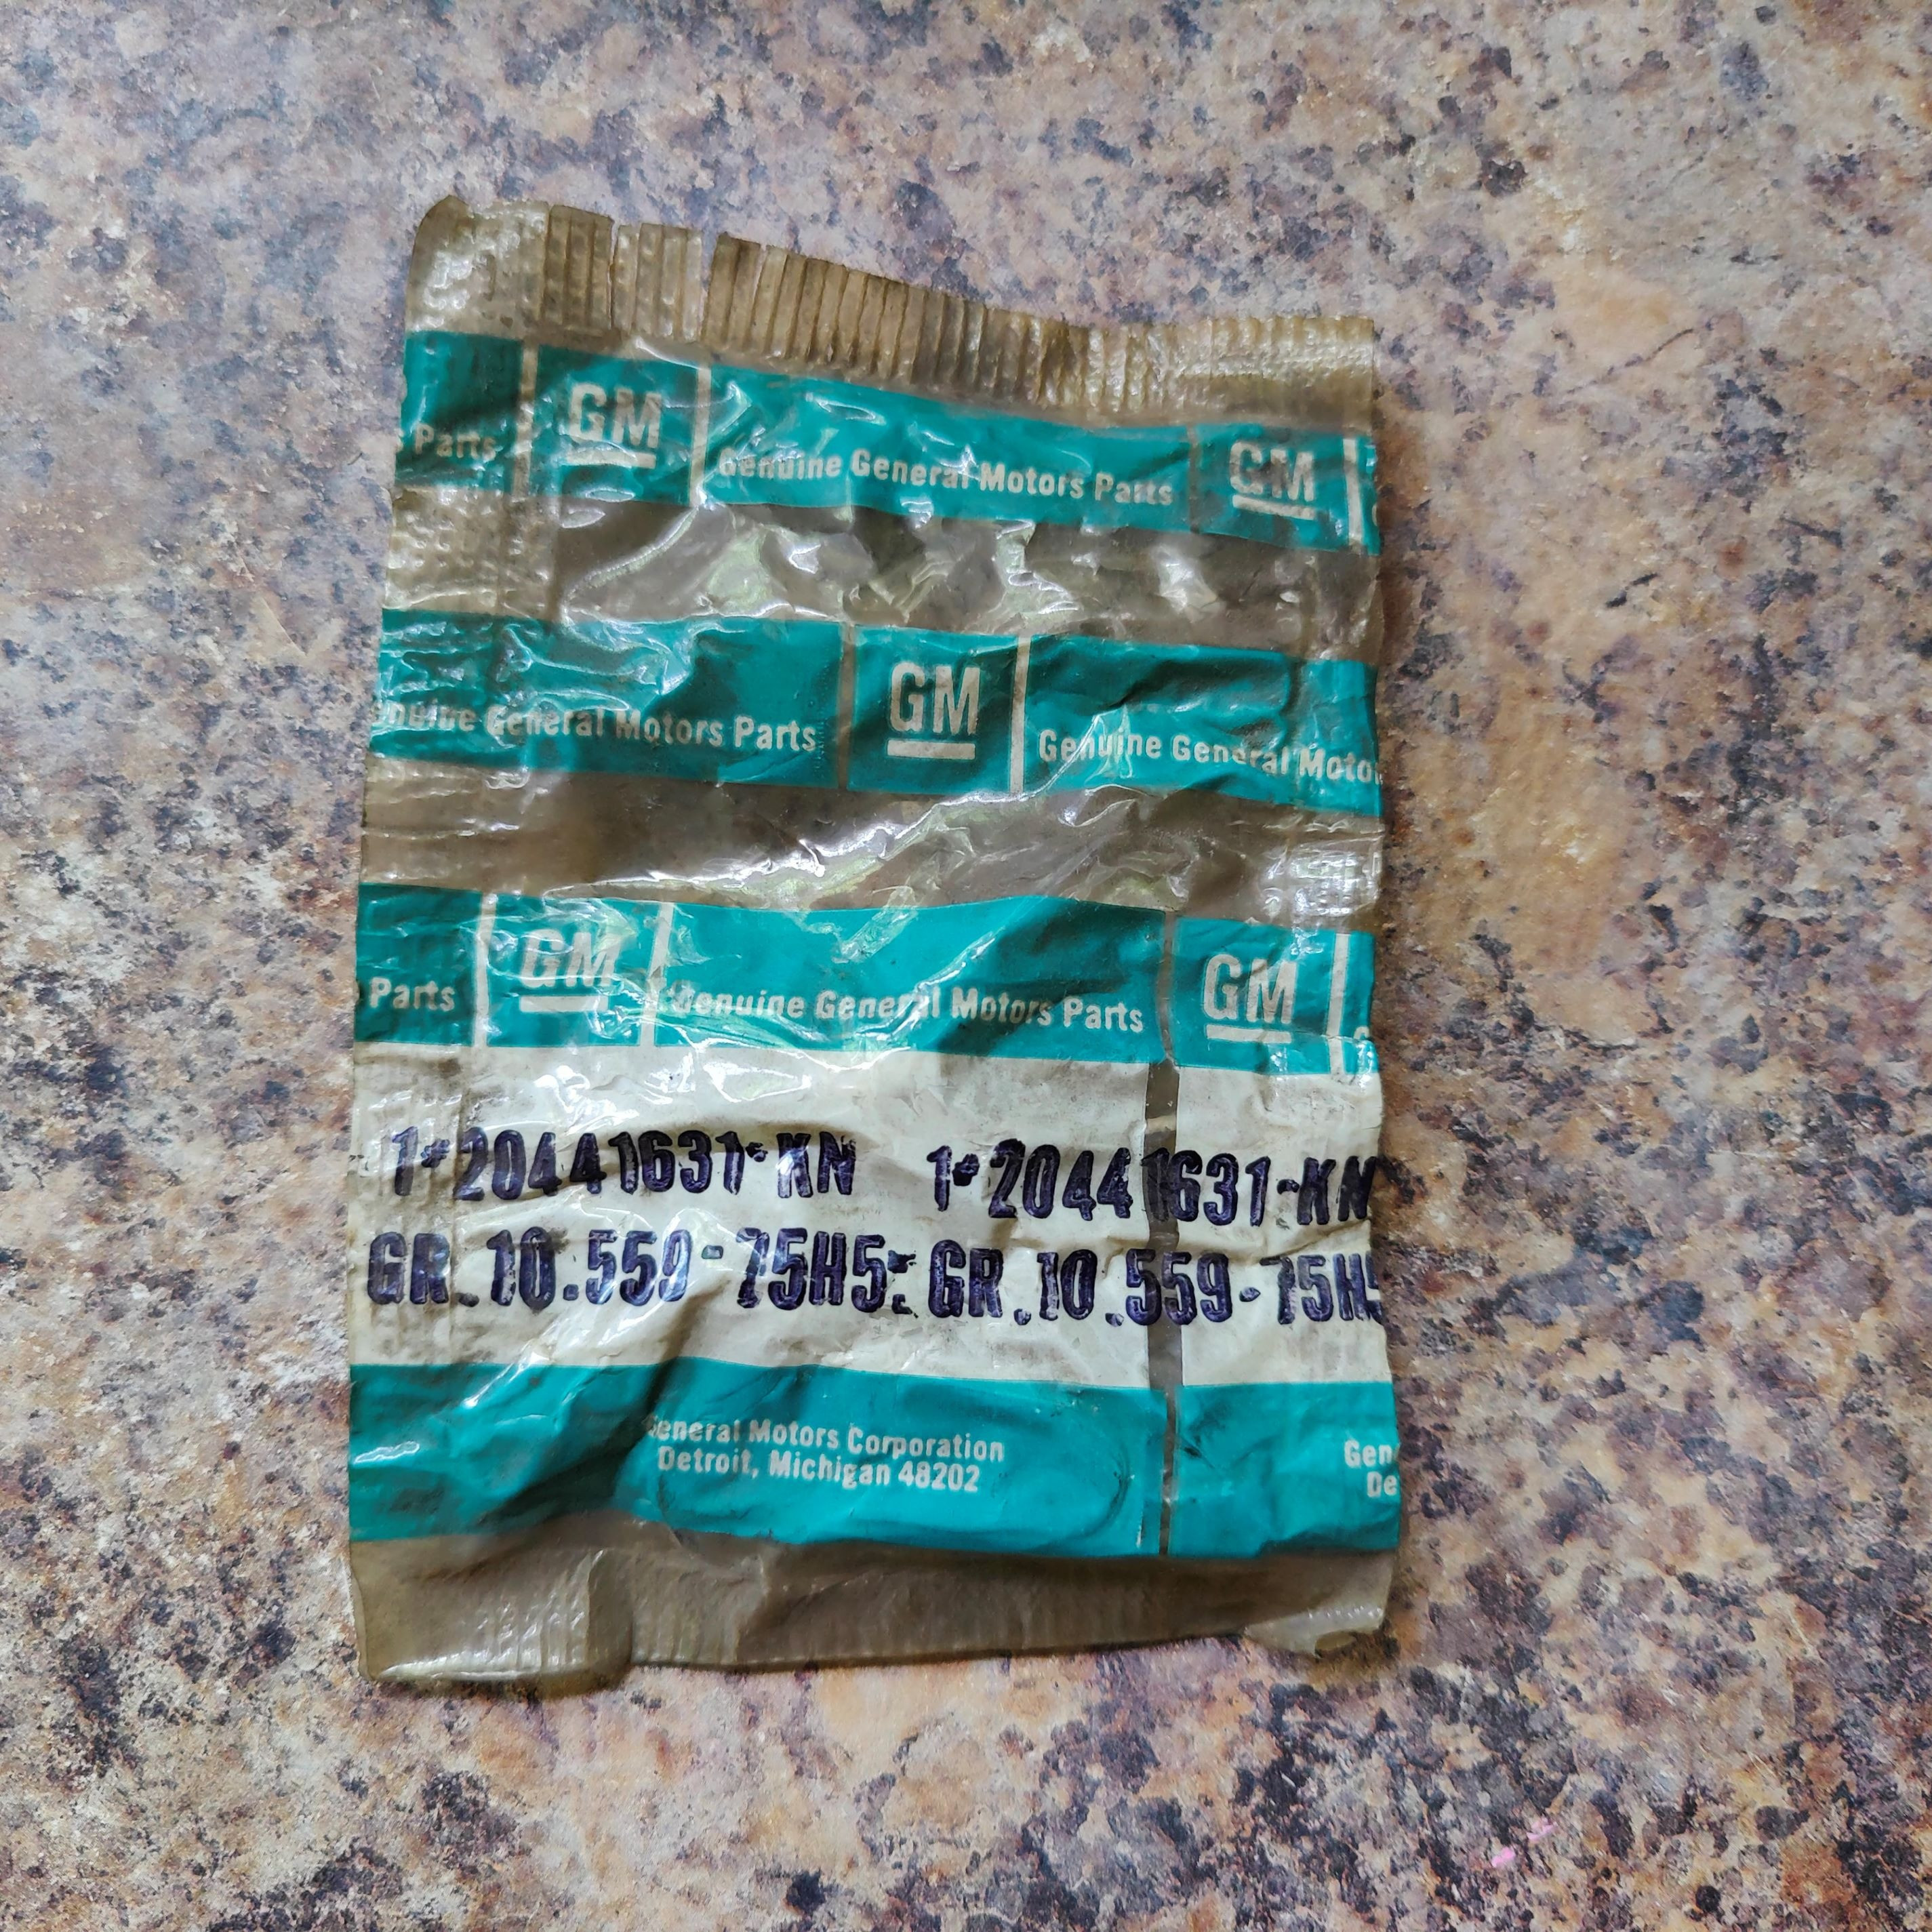 Parts GM Genuine General Motors Parts GM
General Motors Parts GM Genuine General
Parts GM Genuine General Motors Parts GM
1-20441631-KN 1-20441631-KN
GR.10.559-75H5 GR.10.559-75H5
General Motors Corporation
Detroit, Michigan 48202